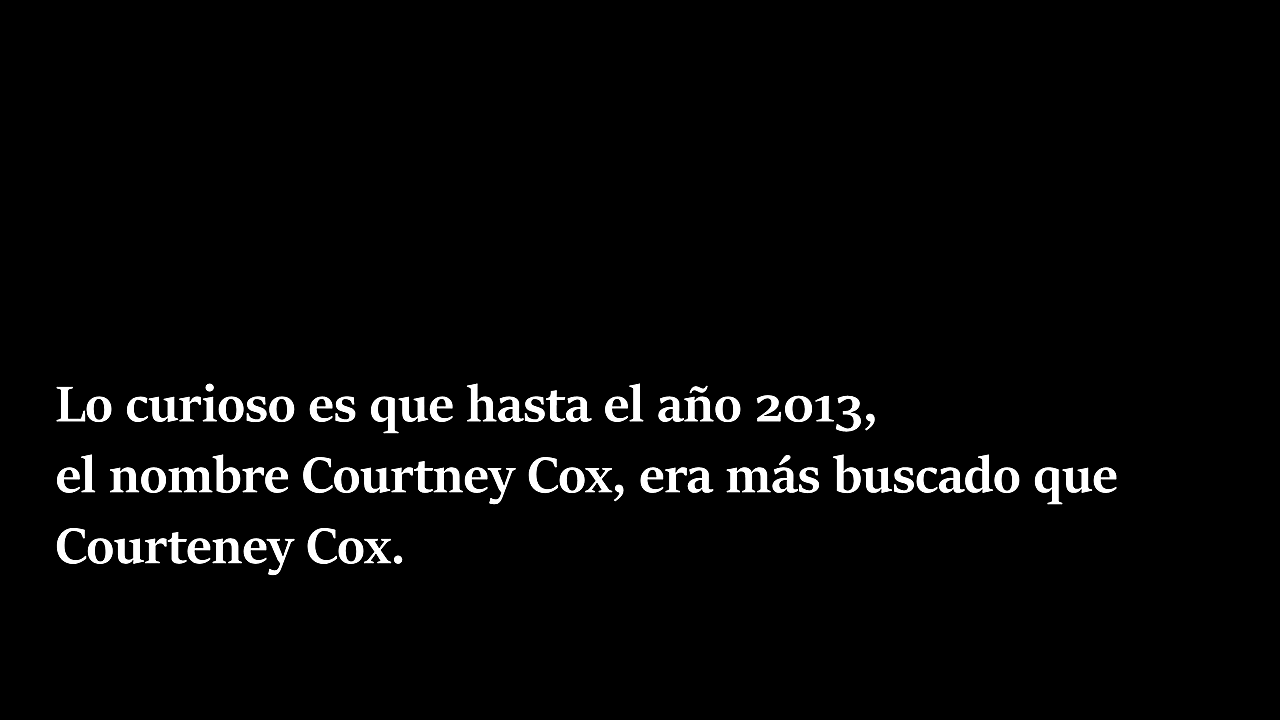 Lo curioso es que hasta el año 2013,
el nombre Courtney Cox, era más buscado que
Courteney Cox.